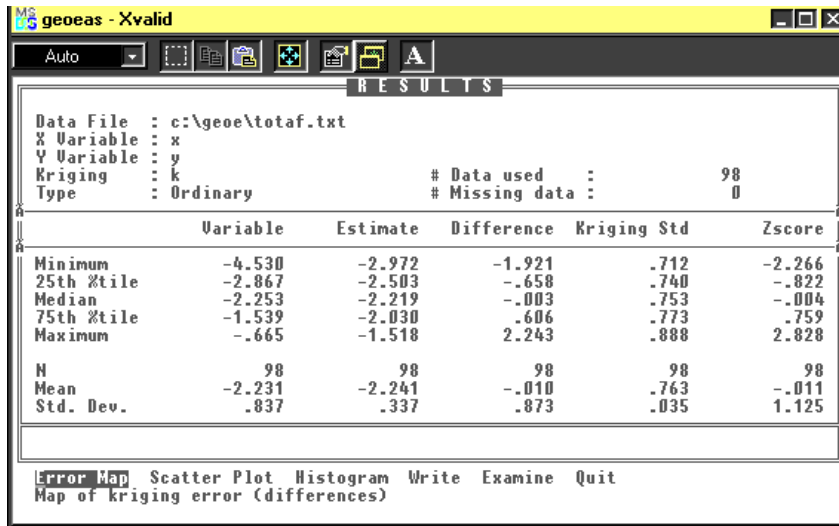 geoeas - Xvalid
Auto A
RESULTS
Data File : c:\geoe\totaf.txt
X Variable : x
Y Variable : y
Kriging : k # Data used : 98
Type : Ordinary # Missing data : 0
Variable Estimate Difference Kriging Std Zscore
Minimum -4.530 -2.972 -1.921 .712 -2.266
25th %tile -2.867 -2.503 -.658 .740 -.822
Median -2.253 -2.219 -.003 .753 -.004
75th %tile -1.539 -2.030 .606 .773 .759
Maximum -.665 -1.518 2.243 .888 2.828
N 98 98 98 98 98
Mean -2.231 -2.241 -.010 .763 -.011
Std. Dev. .837 .337 .873 .035 1.125
Error Map Scatter Plot Histogram Write Examine Quit
Map of kriging error (differences)